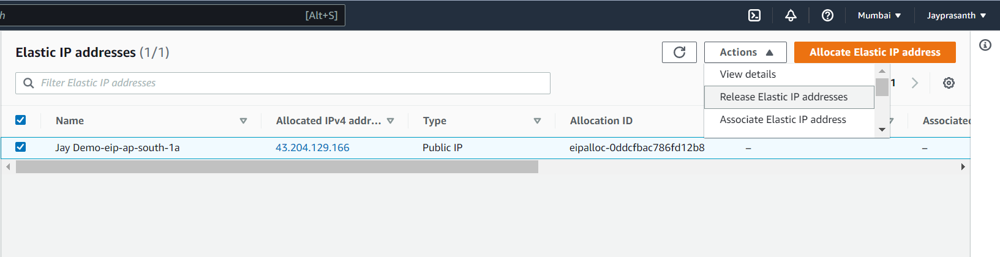 h [Alt+S] Mumbai Jayprasanth
Elastic IP addresses (1/1) Actions Allocate Elastic IP address
View details
Filter Elastic IP addresses 1
Release Elastic IP addresses
Associate Elastic IP address
Name Allocated IPv4 addr... Type Allocation ID Associated
Jay Demo-eip-ap-south-1a 43.204.129.166 Public IP eipalloc-0ddcfbac786fd12b8 – –